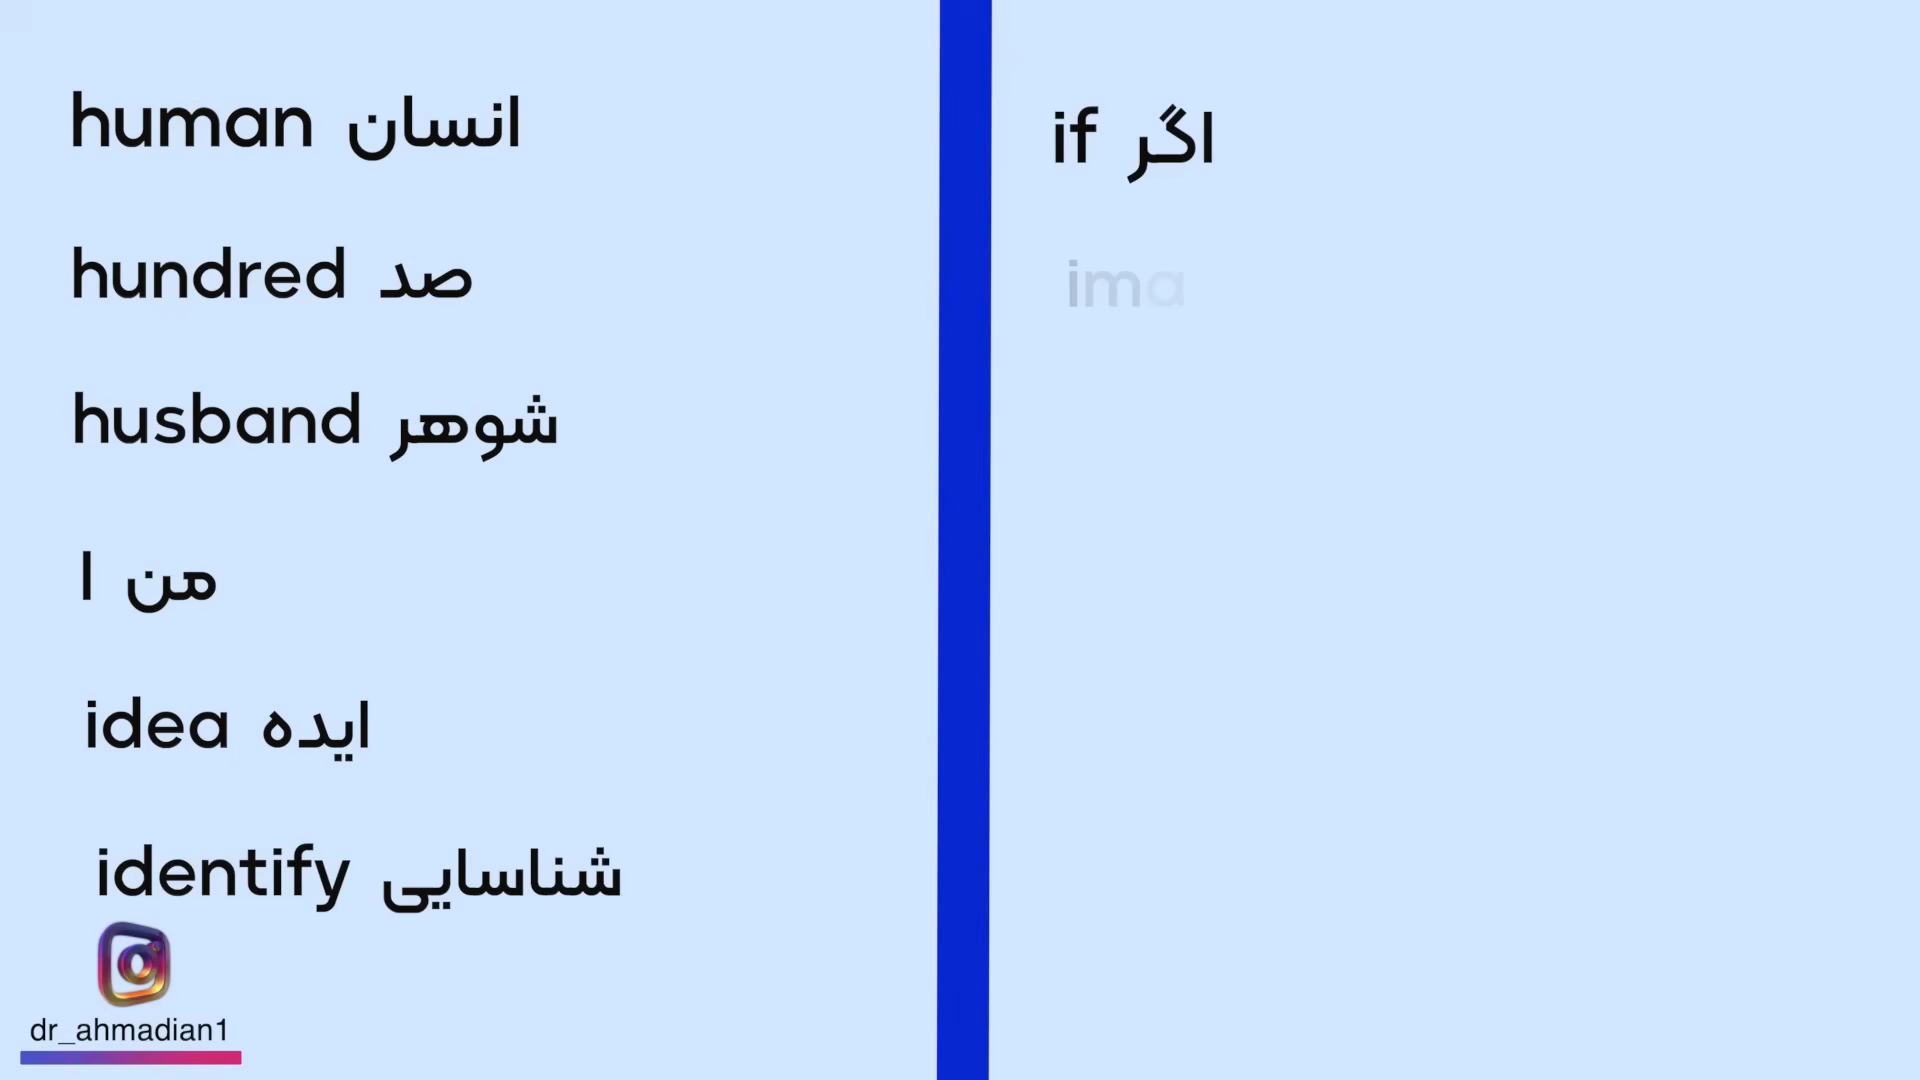 human انسان
hundred صد
husband شوهر
I من
idea ایده
identify شناسایی
dr_ahmadian1
if اگر
ima